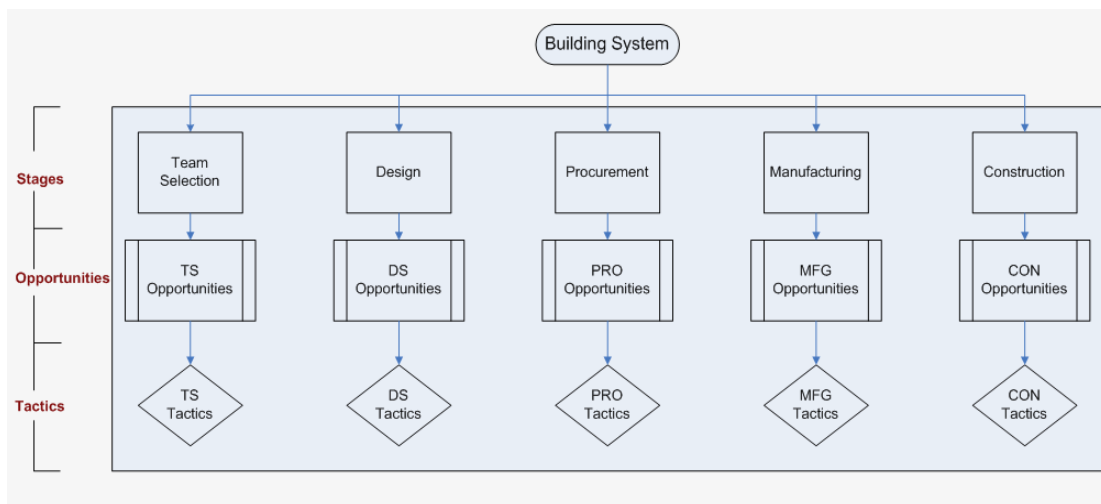 Building System
Stages
Team
Selection
Design
Procurement
Manufacturing
Construction
Opportunities
TS
Opportunities
DS
Opportunities
PRO
Opportunities
MFG
Opportunities
CON
Opportunities
Tactics
TS
Tactics
DS
Tactics
PRO
Tactics
MFG
Tactics
CON
Tactics